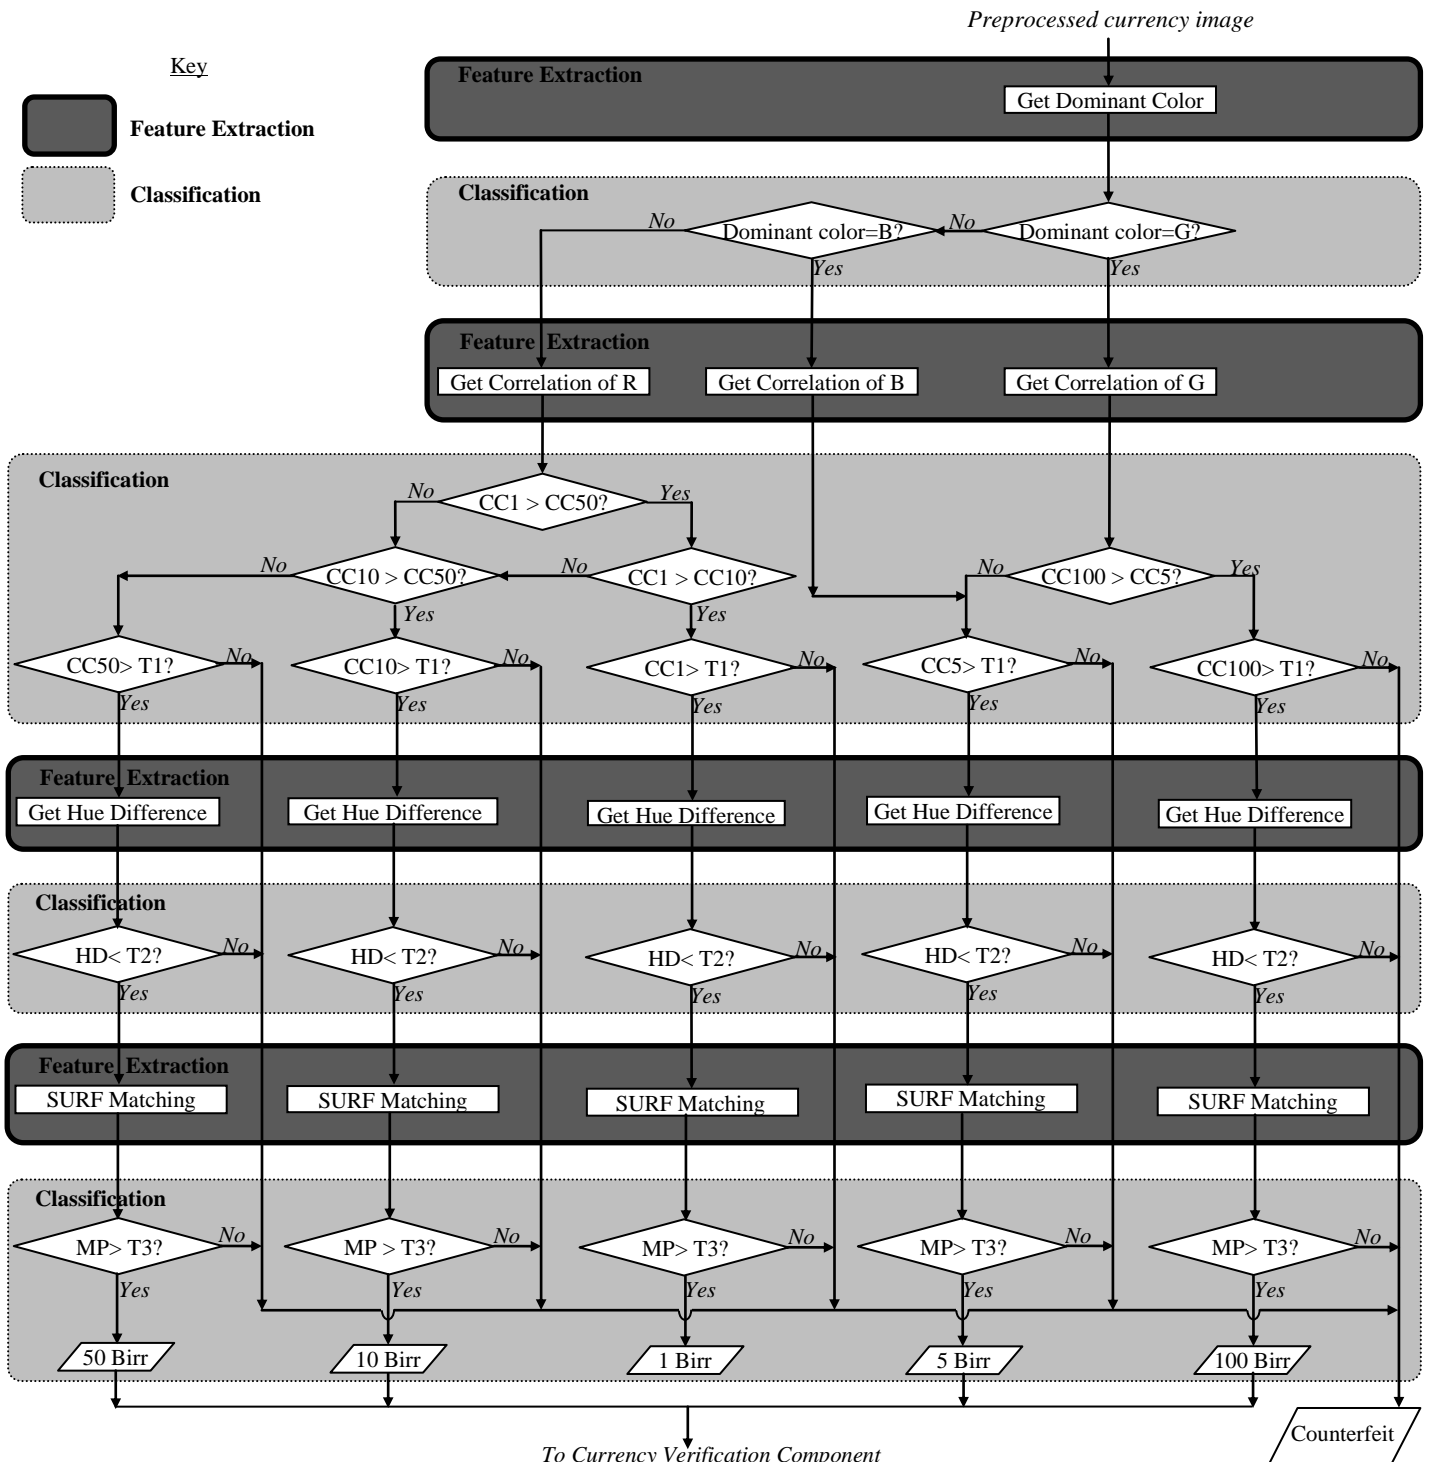 Preprocessed currency image
Key
Feature Extraction
Get Dominant Color
Feature Extraction
Classification
Classification
No
Dominant color=B?
No
Dominant color=G?
Yes
Yes
Feature Extraction
Get Correlation of R
Get Correlation of B
Get Correlation of G
Classification
No
CC1 > CC50?
Yes
No
CC10 > CC50?
No
CC1 > CC10?
No
CC100 > CC5?
Yes
Yes
Yes
CC50> T1?
No
CC10> T1?
No
CC1> T1?
No
CC5> T1?
No
CC100> T1?
No
Yes
Yes
Yes
Yes
Yes
Feature Extraction
Get Hue Difference
Get Hue Difference
Get Hue Difference
Get Hue Difference
Get Hue Difference
Classification
HD< T2?
No
HD< T2?
No
HD< T2?
No
HD< T2?
No
HD< T2?
No
Yes
Yes
Yes
Yes
Yes
Feature Extraction
SURF Matching
SURF Matching
SURF Matching
SURF Matching
SURF Matching
Classification
MP> T3?
No
MP > T3?
No
MP> T3?
No
MP> T3?
No
MP> T3?
No
Yes
Yes
Yes
Yes
Yes
50 Birr
10 Birr
1 Birr
5 Birr
100 Birr
Counterfeit
To Currency Verification Component